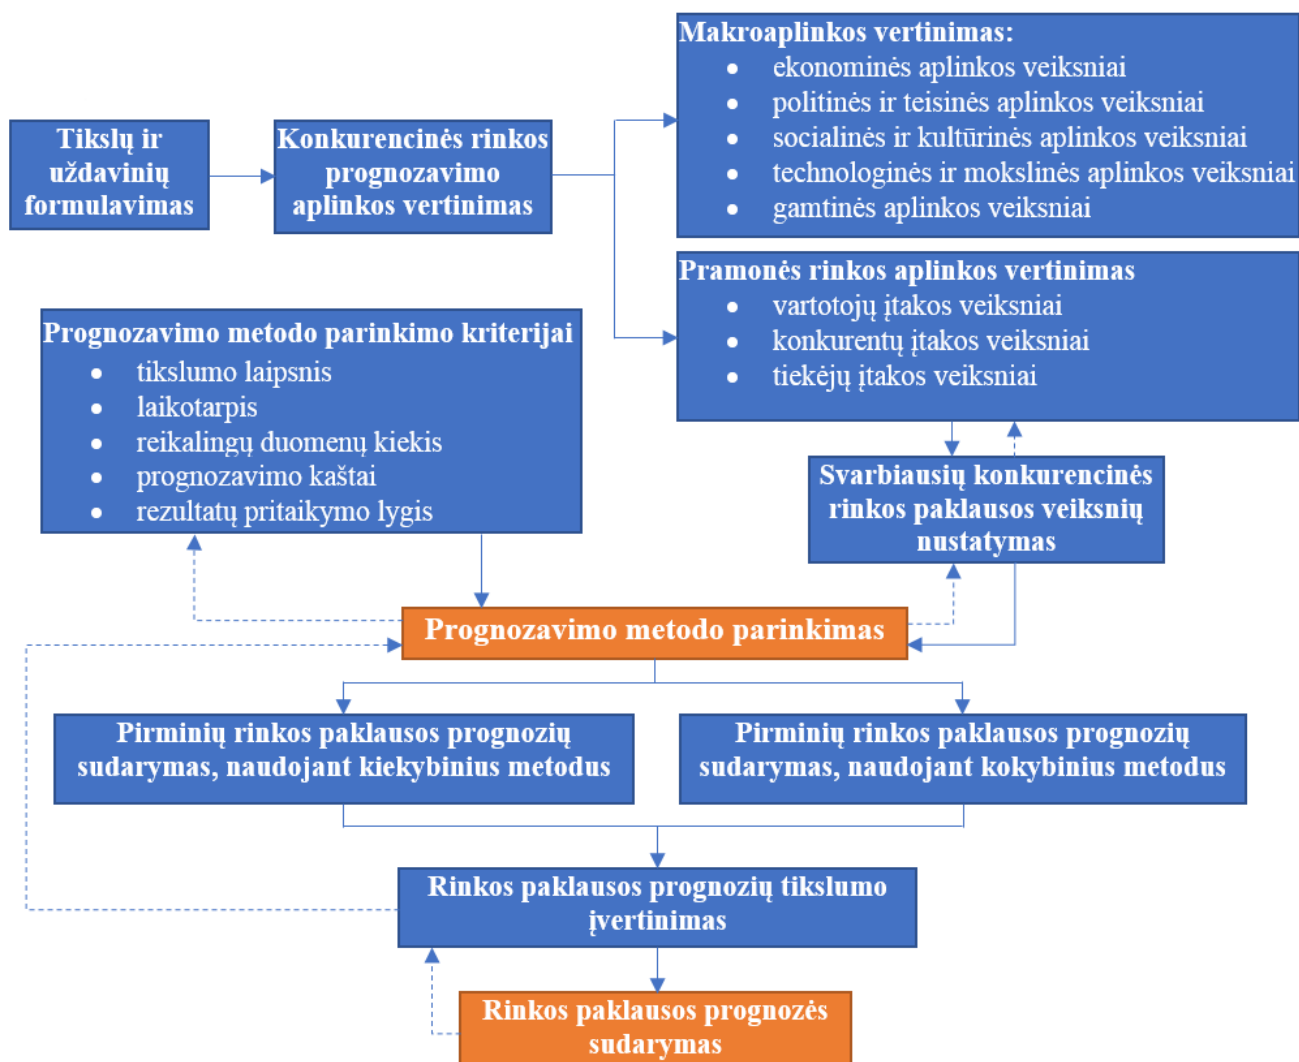 Tikslų ir
uždavinių
formulavimas
Konkurencinės rinkos
prognozavimo
aplinkos vertinimas
Makroaplinkos vertinimas:
• ekonominės aplinkos veiksniai
• politinės ir teisinės aplinkos veiksniai
• socialinės ir kultūrinės aplinkos veiksniai
• technologinės ir mokslinės aplinkos veiksniai
• gamtinės aplinkos veiksniai
Pramonės rinkos aplinkos vertinimas
• vartotojų įtakos veiksniai
• konkurentų įtakos veiksniai
• tiekėjų įtakos veiksniai
Prognozavimo metodo parinkimo kriterijai
• tikslumo laipsnis
• laikotarpis
• reikalingų duomenų kiekis
• prognozavimo kaštai
• rezultatų pritaikymo lygis
Svarbiausių konkurencinės
rinkos paklausos veiksnių
nustatymas
Prognozavimo metodo parinkimas
Pirminių rinkos paklausos prognozių
sudarymas, naudojant kiekybinius metodus
Pirminių rinkos paklausos prognozių
sudarymas, naudojant kokybinius metodus
Rinkos paklausos prognozių tikslumo
įvertinimas
Rinkos paklausos prognozės
sudarymas